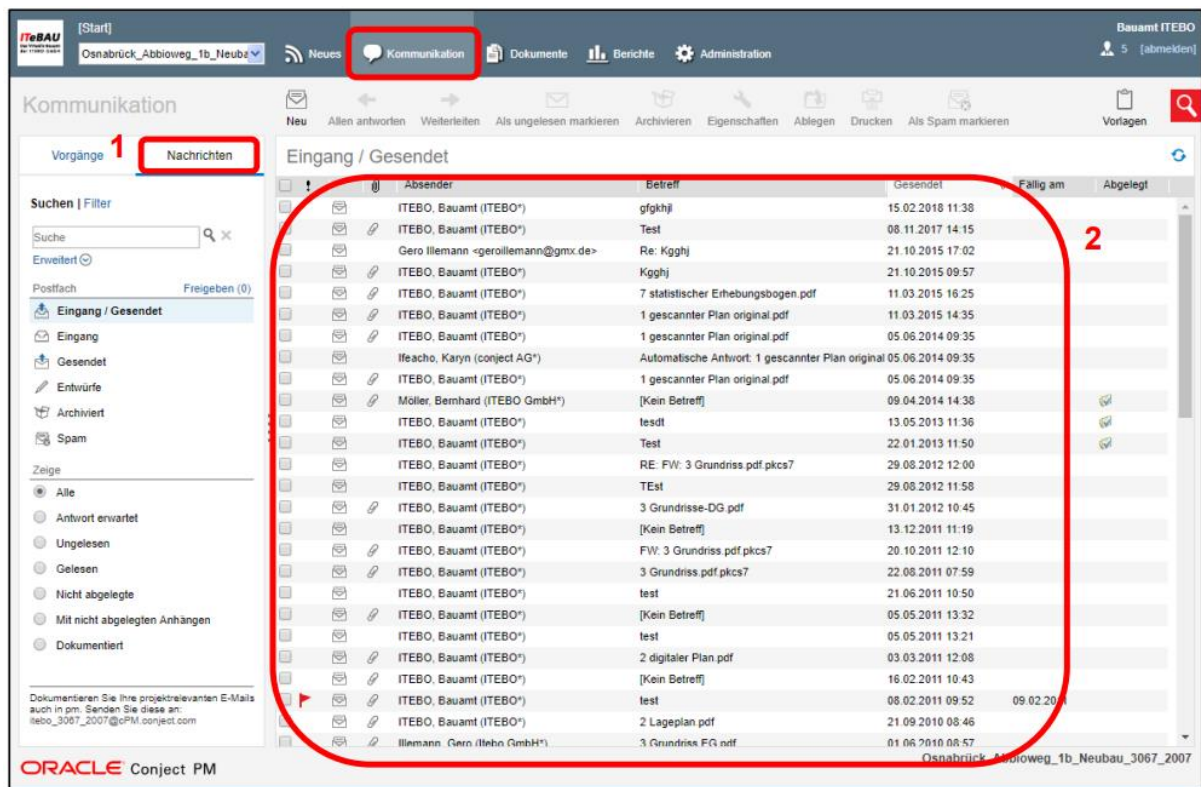 ITeBAU
[Start]
Osnabrück_Abbioweg_1b_Neuba
Neues
Kommunikation
Dokumente
Berichte
Administration
Bauamt ITEBO
5 [abmelden]
Kommunikation
Neu
Allen antworten
Weiterleiten
Als ungelesen markieren
Archivieren
Eigenschaften
Ablegen
Drucken
Als Spam markieren
Vorlagen
Vorgänge
1
Nachrichten
Eingang / Gesendet
Suchen | Filter
Suche
Erweitert
Postfach Freigeben (0)
Eingang / Gesendet
Eingang
Gesendet
Entwürfe
Archiviert
Spam
Zeige
Alle
Antwort erwartet
Ungelesen
Gelesen
Nicht abgelegte
Mit nicht abgelegten Anhängen
Dokumentiert
Dokumentieren Sie Ihre projektrelevanten E-Mails
auch in pm. Senden Sie diese an:
itebo_3067_2007@cPM.conject.com
! Absender Betreff Gesendet Fällig am Abgelegt
ITEBO, Bauamt (ITEBO*) gfgkhjl 15.02.2018 11:38
ITEBO, Bauamt (ITEBO*) Test 08.11.2017 14:15
2
Gero Illemann <geroillemann@gmx.de> Re: Kgghj 21.10.2015 17:02
ITEBO, Bauamt (ITEBO*) Kgghj 21.10.2015 09:57
ITEBO, Bauamt (ITEBO*) 7 statistischer Erhebungsbogen.pdf 11.03.2015 16:25
ITEBO, Bauamt (ITEBO*) 1 gescannter Plan original.pdf 11.03.2015 14:35
ITEBO, Bauamt (ITEBO*) 1 gescannter Plan original.pdf 05.06.2014 09:35
Ifeacho, Karyn (conject AG*) Automatische Antwort: 1 gescannter Plan original 05.06.2014 09:35
ITEBO, Bauamt (ITEBO*) 1 gescannter Plan original.pdf 05.06.2014 09:35
Möller, Bernhard (ITEBO GmbH*) [Kein Betreff] 09.04.2014 14:38
ITEBO, Bauamt (ITEBO*) tesdt 13.05.2013 11:36
ITEBO, Bauamt (ITEBO*) Test 22.01.2013 11:50
ITEBO, Bauamt (ITEBO*) RE: FW: 3 Grundriss.pdf.pkcs7 29.08.2012 12:00
ITEBO, Bauamt (ITEBO*) TEst 29.08.2012 11:58
ITEBO, Bauamt (ITEBO*) 3 Grundrisse-DG.pdf 31.01.2012 10:45
ITEBO, Bauamt (ITEBO*) [Kein Betreff] 13.12.2011 11:19
ITEBO, Bauamt (ITEBO*) FW: 3 Grundriss.pdf.pkcs7 20.10.2011 12:10
ITEBO, Bauamt (ITEBO*) 3 Grundriss.pdf.pkcs7 22.08.2011 07:59
ITEBO, Bauamt (ITEBO*) test 21.06.2011 10:50
ITEBO, Bauamt (ITEBO*) [Kein Betreff] 05.05.2011 13:32
ITEBO, Bauamt (ITEBO*) test 05.05.2011 13:21
ITEBO, Bauamt (ITEBO*) 2 digitaler Plan.pdf 03.03.2011 12:08
ITEBO, Bauamt (ITEBO*) [Kein Betreff] 16.02.2011 10:43
ITEBO, Bauamt (ITEBO*) test 08.02.2011 09:52
ITEBO, Bauamt (ITEBO*) 2 Lageplan.pdf 21.09.2010 08:46
Illemann, Gero (Itebo GmbH*) 3 Grundriss EG.pdf 01.06.2010 08:57
ORACLE Conject PM
Osnabrück_Abbioweg_1b_Neubau_3067_2007